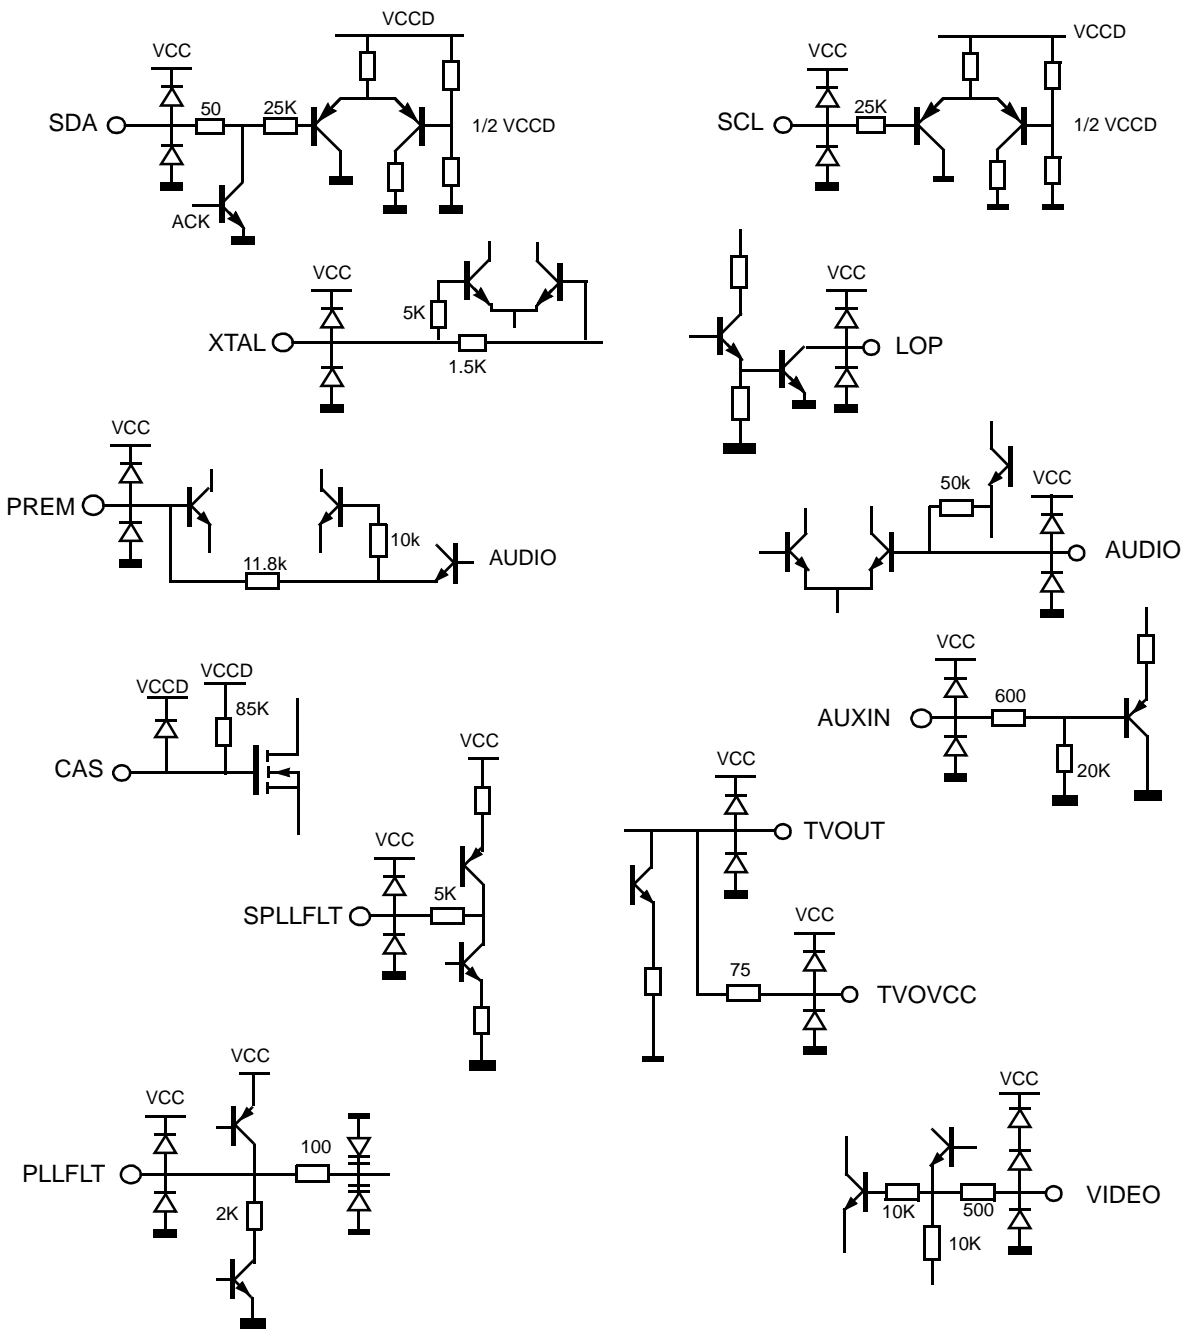 VCCD
VCC
50
25K
SDA
1/2 VCCD
ACK
VCCD
VCC
25K
SCL
1/2 VCCD
VCC
5K
XTAL
1.5K
VCC
LOP
VCC
PREM
10k
11.8k
AUDIO
50k
VCC
AUDIO
VCCD
VCCD
85K
CAS
VCC
600
AUXIN
20K
VCC
VCC
5K
SPLLFLT
VCC
TVOUT
VCC
75
TVOVCC
VCC
VCC
100
PLLFLT
2K
VCC
VIDEO
10K
500
10K